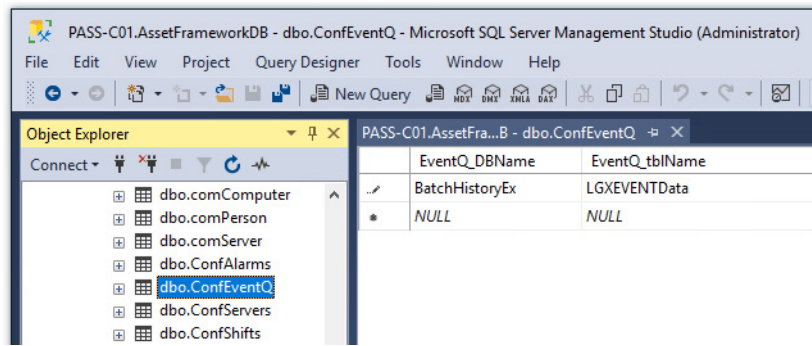 PASS-C01.AssetFrameworkDB - dbo.ConfEventQ - Microsoft SQL Server Management Studio (Administrator)
File Edit View Project Query Designer Tools Window Help
New Query MDX DMX XMLA DAX
Object Explorer
Connect
dbo.comComputer
dbo.comPerson
dbo.comServer
dbo.ConfAlarms
dbo.ConfEventQ
dbo.ConfServers
dbo.ConfShifts
PASS-C01.AssetFra...B - dbo.ConfEventQ
EventQ_DBName EventQ_tblName
BatchHistoryEx LGXEVENTData
NULL NULL